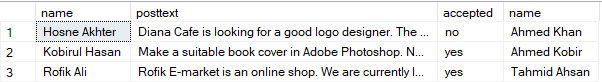 name posttext accepted name
1 Hosne Akhter Diana Cafe is looking for a good logo designer. The ... no Ahmed Khan
2 Kobirul Hasan Make a suitable book cover in Adobe Photoshop. N... yes Ahmed Kobir
3 Rofik Ali Rofik E-market is an online shop. We are currently l... yes Tahmid Ahsan